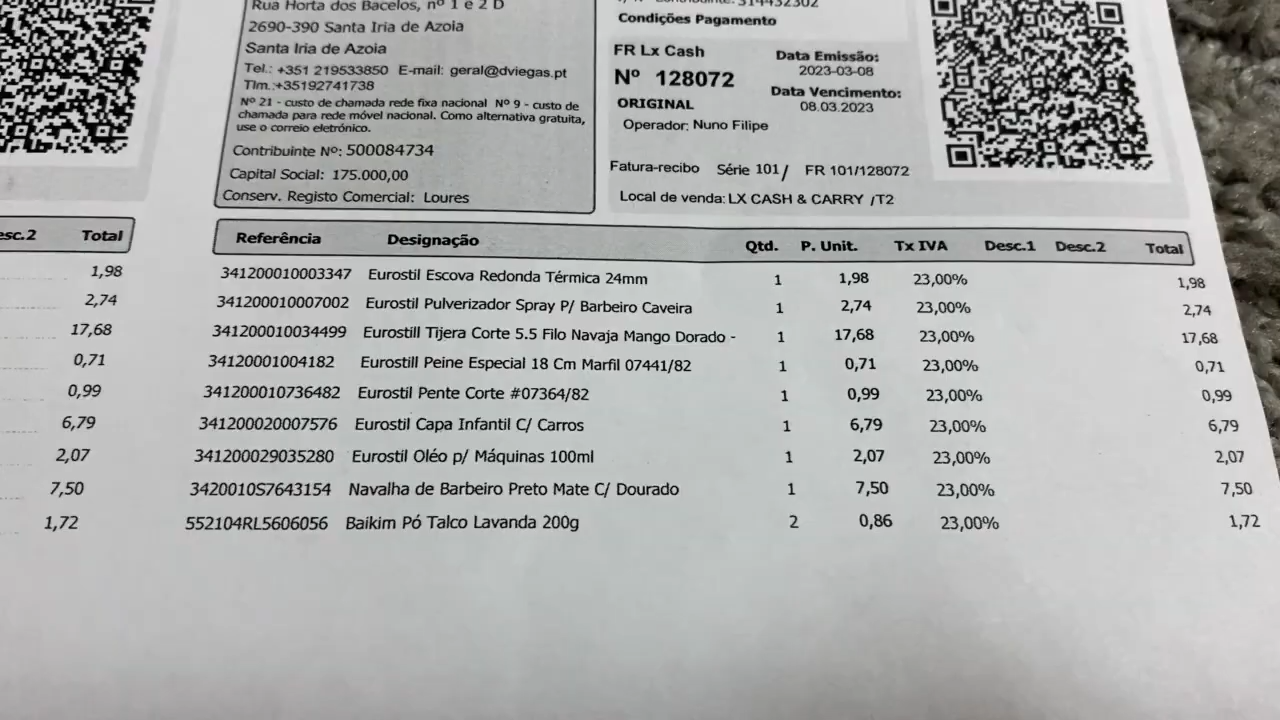 Rua Horta dos Bacelos, nº 1 e 2 D
2690-390 Santa Iria de Azoia
Santa Iria de Azoia
Tel.: +351 219533850 E-mail: geral@dviegas.pt
Tlm.:+35192741738
Nº 21 - custo de chamada rede fixa nacional Nº 9 - custo de
chamada para rede móvel nacional. Como alternativa gratuita,
use o correio eletrónico.
Contribuinte Nº: 500084734
Capital Social: 175.000,00
Conserv. Registo Comercial: Loures
Condições Pagamento
FR Lx Cash
Nº 128072
ORIGINAL
Operador: Nuno Filipe
Data Emissão:
2023-03-08
Data Vencimento:
08.03.2023
Fatura-recibo Série 101/ FR 101/128072
Local de venda: LX CASH & CARRY /T2
esc.2 Total
1,98
2,74
17,68
0,71
0,99
6,79
2,07
7,50
1,72
Referência Designação Qtd. P. Unit. Tx IVA Desc.1 Desc.2 Total
341200010003347 Eurostil Escova Redonda Térmica 24mm 1 1,98 23,00% 1,98
341200010007002 Eurostil Pulverizador Spray P/ Barbeiro Caveira 1 2,74 23,00% 2,74
341200010034499 Eurostill Tijera Corte 5.5 Filo Navaja Mango Dorado - 1 17,68 23,00% 17,68
34120001004182 Eurostill Peine Especial 18 Cm Marfil 07441/82 1 0,71 23,00% 0,71
341200010736482 Eurostil Pente Corte #07364/82 1 0,99 23,00% 0,99
341200020007576 Eurostil Capa Infantil C/ Carros 1 6,79 23,00% 6,79
341200029035280 Eurostil Oléo p/ Máquinas 100ml 1 2,07 23,00% 2,07
3420010S7643154 Navalha de Barbeiro Preto Mate C/ Dourado 1 7,50 23,00% 7,50
552104RL5606056 Baikim Pó Talco Lavanda 200g 2 0,86 23,00% 1,72